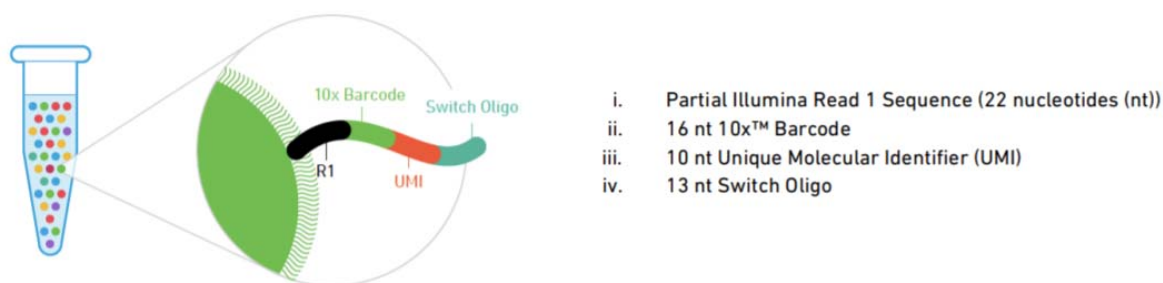 10x Barcode
Switch Oligo
R1
UMI
i. Partial Illumina Read 1 Sequence (22 nucleotides (nt))
ii. 16 nt 10x™ Barcode
iii. 10 nt Unique Molecular Identifier (UMI)
iv. 13 nt Switch Oligo